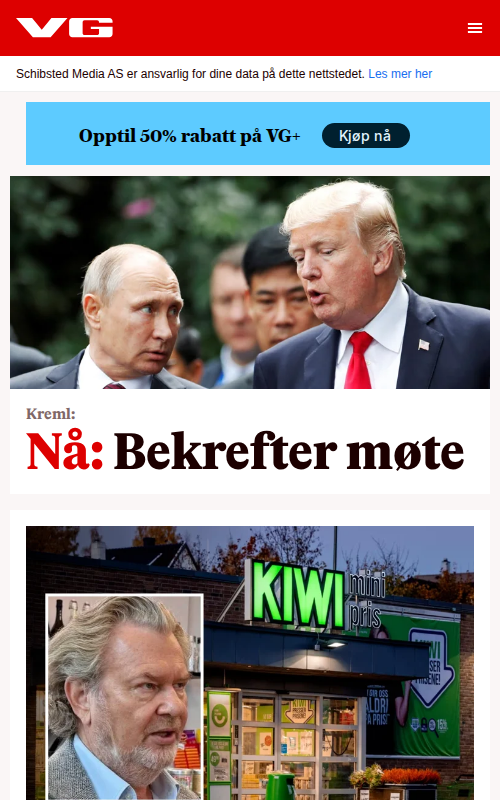 VG
Schibsted Media AS er ansvarlig for dine data på dette nettstedet. Les mer her
Opptil 50% rabatt på VG+
Kjøp nå
Kreml:
Nå: Bekrefter møte
KIWI mini
pris